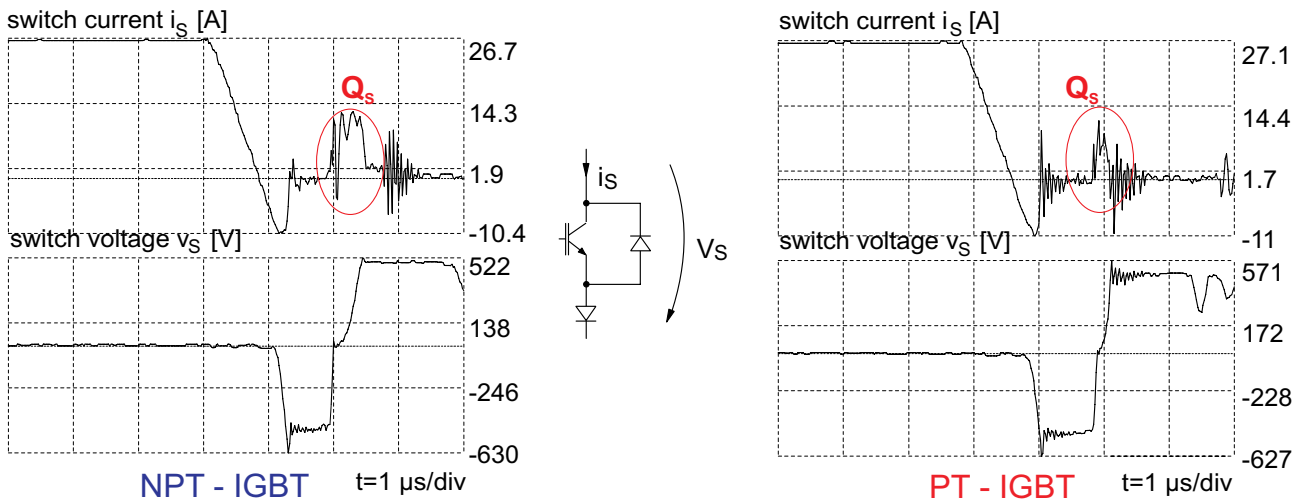 switch current iS [A]
26.7
Qs
14.3
1.9
-10.4
switch voltage vS [V]
522
138
-246
-630
NPT - IGBT
t=1 µs/div
iS
VS
switch current iS [A]
27.1
Qs
14.4
1.7
-11
switch voltage vS [V]
571
172
-228
-627
PT - IGBT
t=1 µs/div